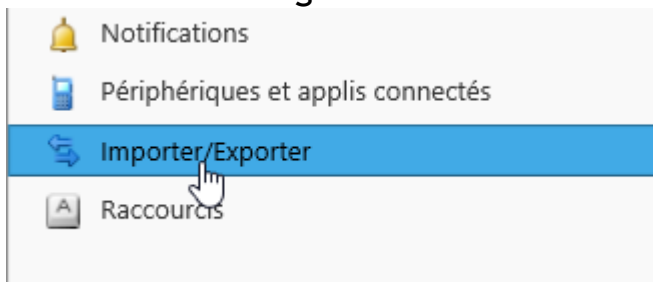 Notifications
Périphériques et applis connectés
Importer/Exporter
A Raccourcis